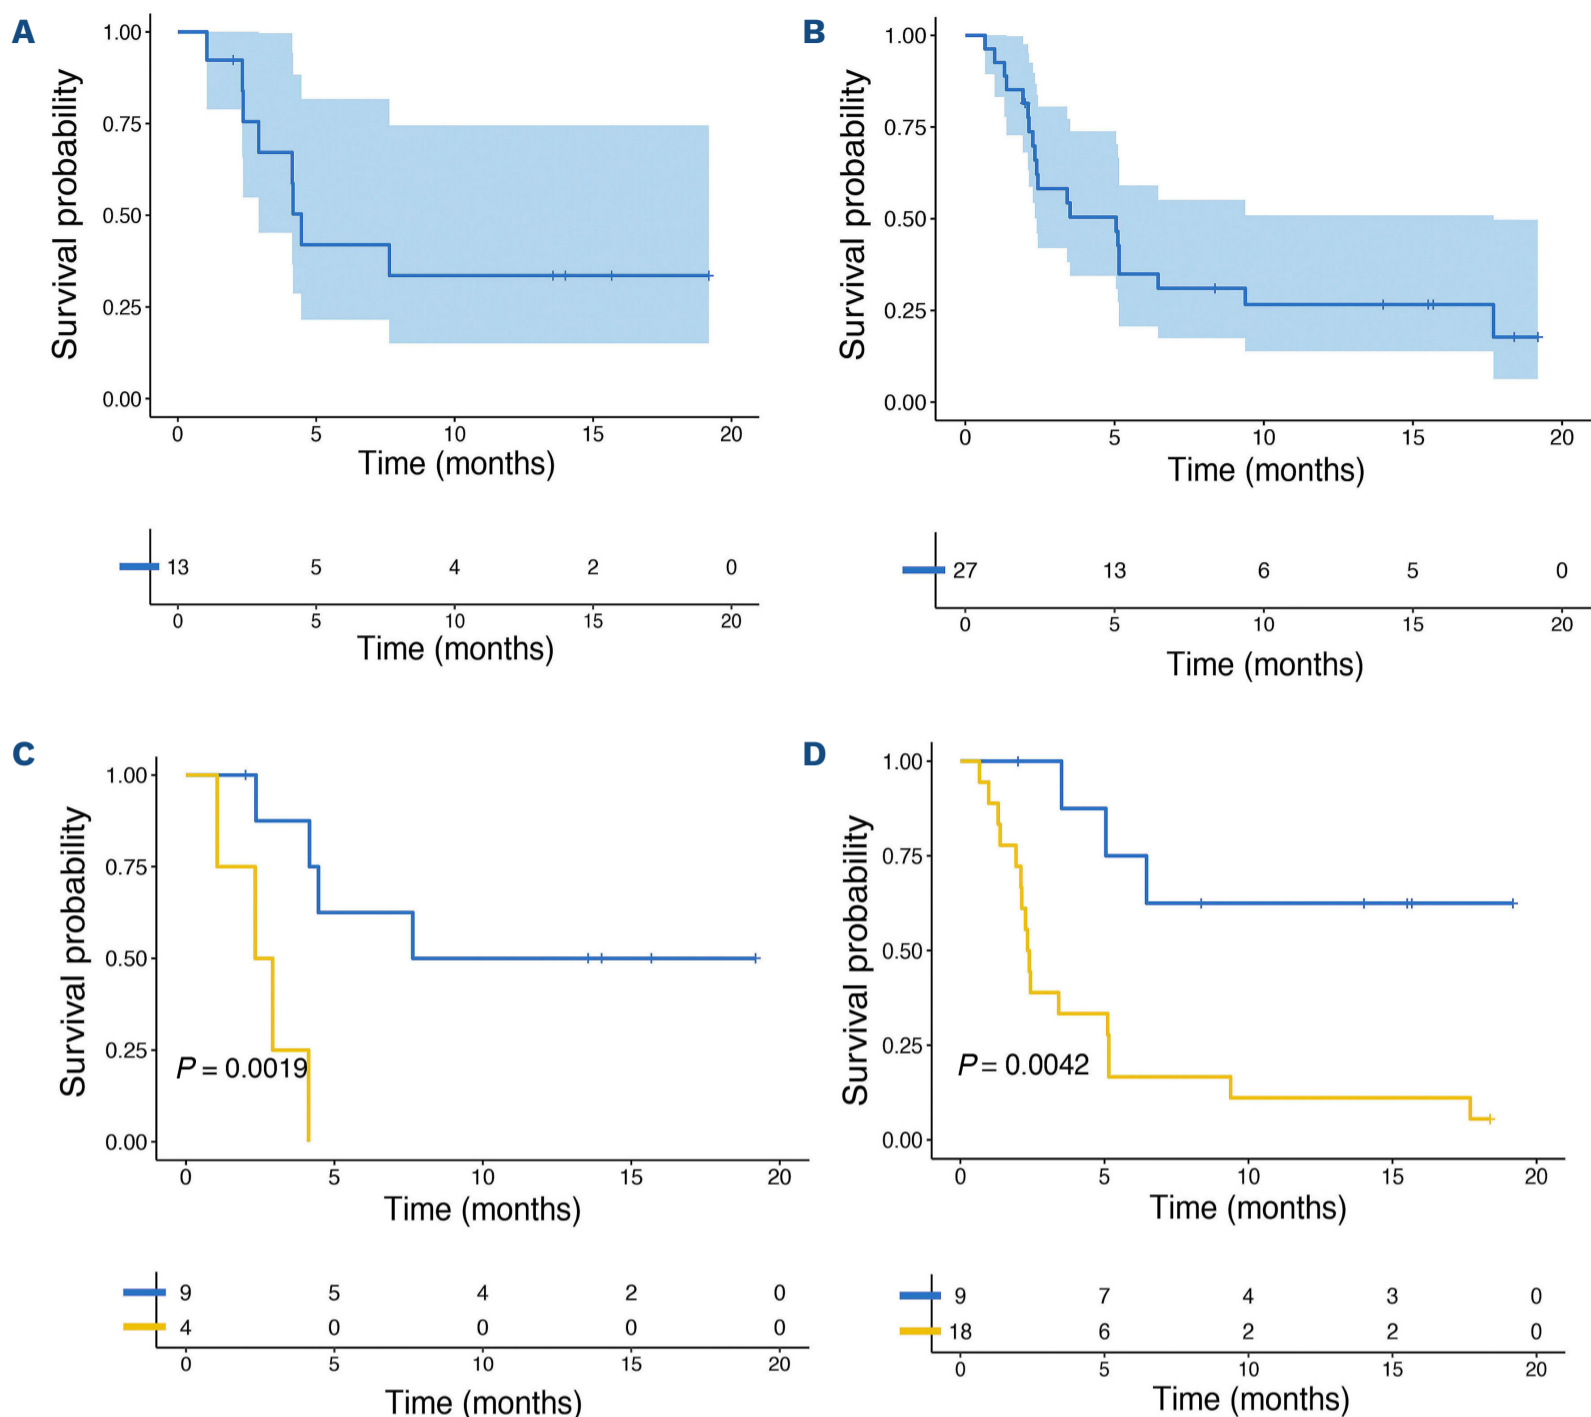 A
Survival probability
1.00
0.75
0.50
0.25
0.00
0 5 10 15 20
Time (months)
13 5 4 2 0
0 5 10 15 20
Time (months)
B
Survival probability
1.00
0.75
0.50
0.25
0.00
0 5 10 15 20
Time (months)
27 13 6 5 0
0 5 10 15 20
Time (months)
C
Survival probability
1.00
0.75
0.50
0.25
0.00
P = 0.0019
0 5 10 15 20
Time (months)
9 5 4 2 0
4 0 0 0 0
0 5 10 15 20
Time (months)
D
Survival probability
1.00
0.75
0.50
0.25
0.00
P = 0.0042
0 5 10 15 20
Time (months)
9 7 4 3 0
18 6 2 2 0
0 5 10 15 20
Time (months)